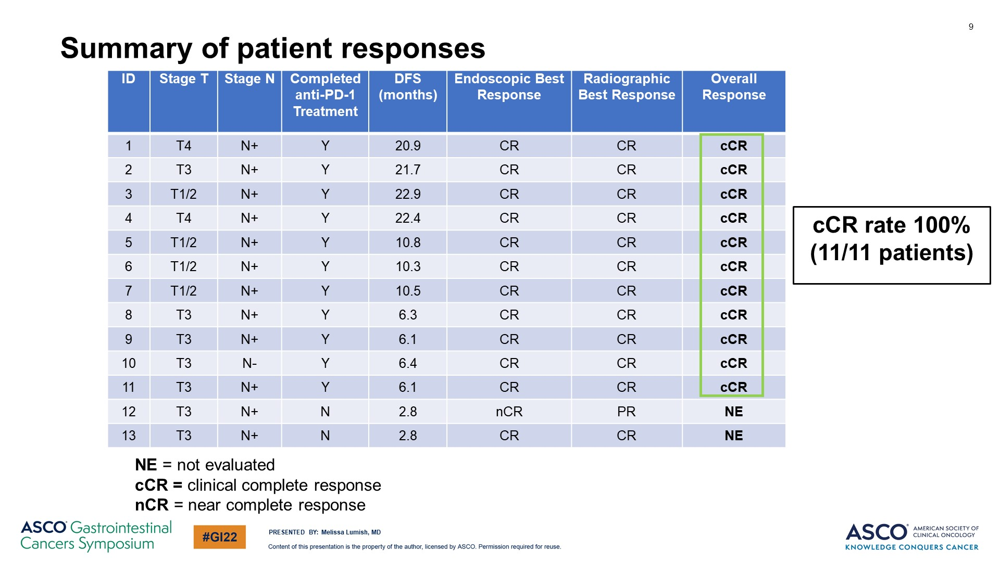 9
Summary of patient responses
ID Stage T Stage N Completed anti-PD-1 Treatment DFS (months) Endoscopic Best Response Radiographic Best Response Overall Response
1 T4 N+ Y 20.9 CR CR cCR
2 T3 N+ Y 21.7 CR CR cCR
3 T1/2 N+ Y 22.9 CR CR cCR
4 T4 N+ Y 22.4 CR CR cCR
5 T1/2 N+ Y 10.8 CR CR cCR
6 T1/2 N+ Y 10.3 CR CR cCR
7 T1/2 N+ Y 10.5 CR CR cCR
8 T3 N+ Y 6.3 CR CR cCR
9 T3 N+ Y 6.1 CR CR cCR
10 T3 N- Y 6.4 CR CR cCR
11 T3 N+ Y 6.1 CR CR cCR
12 T3 N+ N 2.8 nCR PR NE
13 T3 N+ N 2.8 CR CR NE
cCR rate 100%
(11/11 patients)
NE = not evaluated
cCR = clinical complete response
nCR = near complete response
ASCO® Gastrointestinal
Cancers Symposium
#GI22
PRESENTED BY: Melissa Lumish, MD
Content of this presentation is the property of the author, licensed by ASCO. Permission required for reuse.
ASCO® AMERICAN SOCIETY OF
CLINICAL ONCOLOGY
KNOWLEDGE CONQUERS CANCER